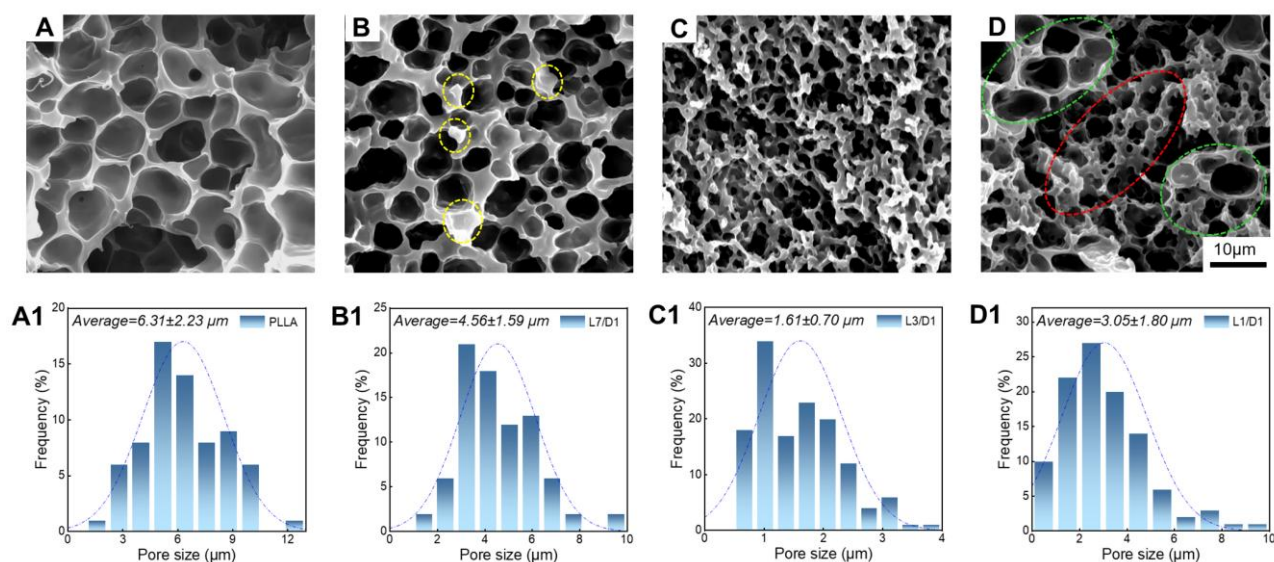 A
B
C
D
10µm
A1
Average=6.31±2.23 µm
PLLA
20
15
10
5
0
Frequency (%)
0 3 6 9 12
Pore size (µm)
B1
Average=4.56±1.59 µm
L7/D1
25
20
15
10
5
0
Frequency (%)
0 2 4 6 8 10
Pore size (µm)
C1
Average=1.61±0.70 µm
L3/D1
40
30
20
10
0
Frequency (%)
0 1 2 3 4
Pore size (µm)
D1
Average=3.05±1.80 µm
L1/D1
30
25
20
15
10
5
0
Frequency (%)
0 2 4 6 8 10
Pore size (µm)